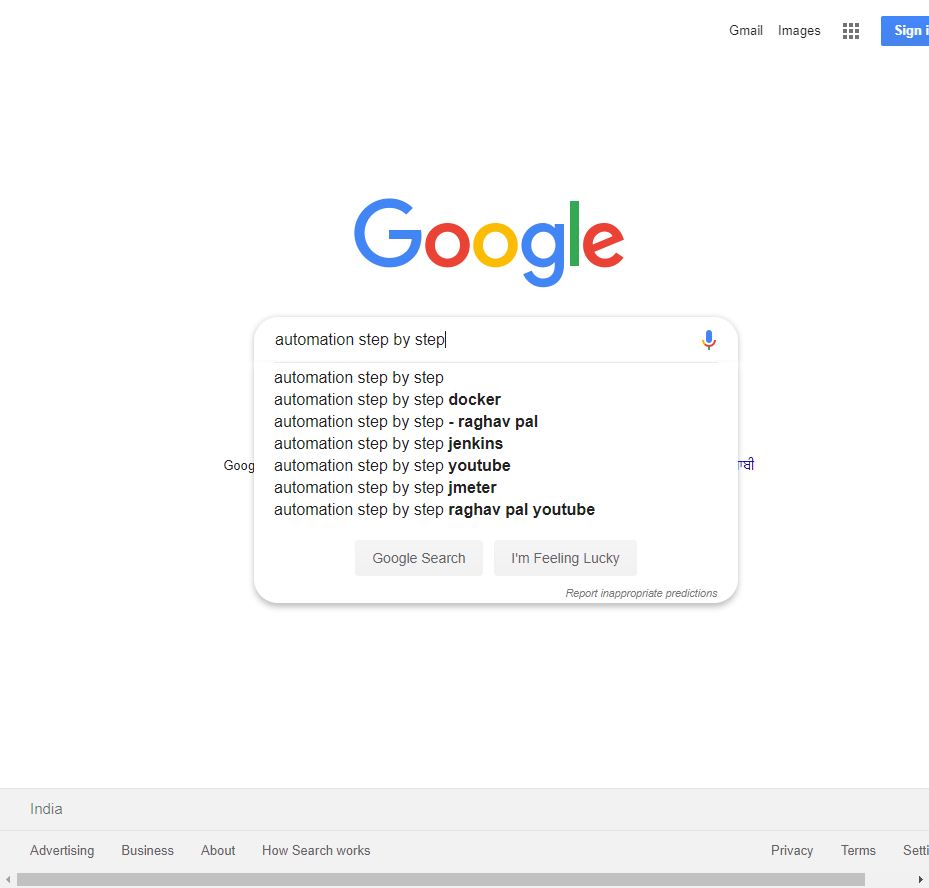 Gmail Images Sign i
Google
automation step by step
automation step by step
automation step by step docker
automation step by step - raghav pal
automation step by step jenkins
automation step by step youtube
automation step by step jmeter
automation step by step raghav pal youtube
Goog
Google Search I'm Feeling Lucky
Report inappropriate predictions
India
Advertising Business About How Search works Privacy Terms Setti